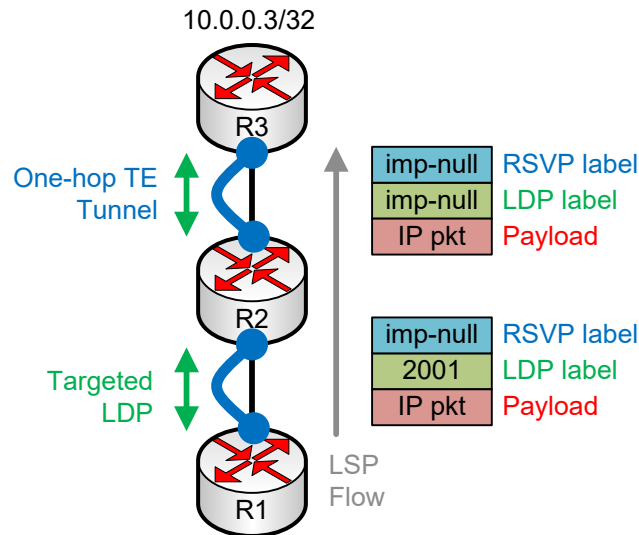 10.0.0.3/32
R3
One-hop TE
Tunnel
imp-null RSVP label
imp-null LDP label
IP pkt Payload
R2
Targeted
LDP
imp-null RSVP label
2001 LDP label
IP pkt Payload
LSP
Flow
R1